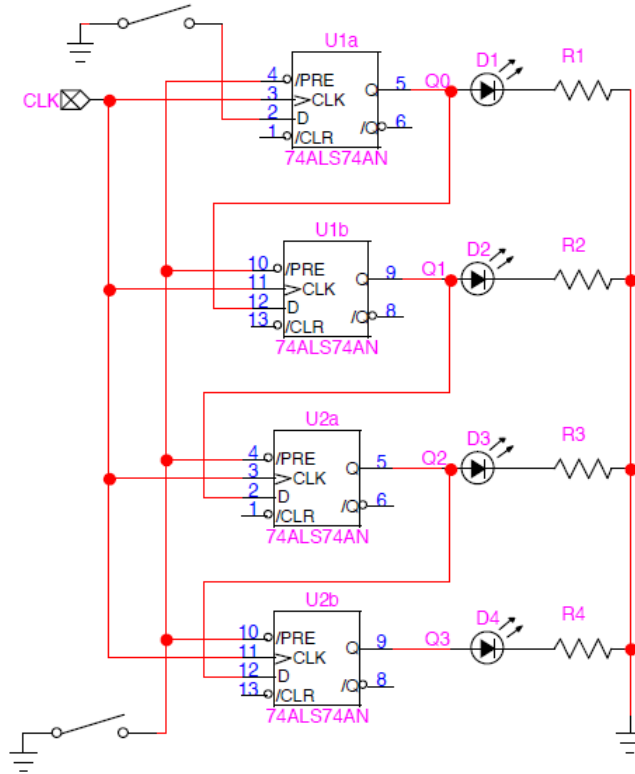 U1a
D1
R1
CLK
4
/PRE
3
CLK
2
D
1
/CLR
Q
5
Q0
/Q
6
74ALS74AN
U1b
D2
R2
10
/PRE
11
CLK
12
D
13
/CLR
Q
9
Q1
/Q
8
74ALS74AN
U2a
D3
R3
4
/PRE
3
CLK
2
D
1
/CLR
Q
5
Q2
/Q
6
74ALS74AN
U2b
D4
R4
10
/PRE
11
CLK
12
D
13
/CLR
Q
9
Q3
/Q
8
74ALS74AN